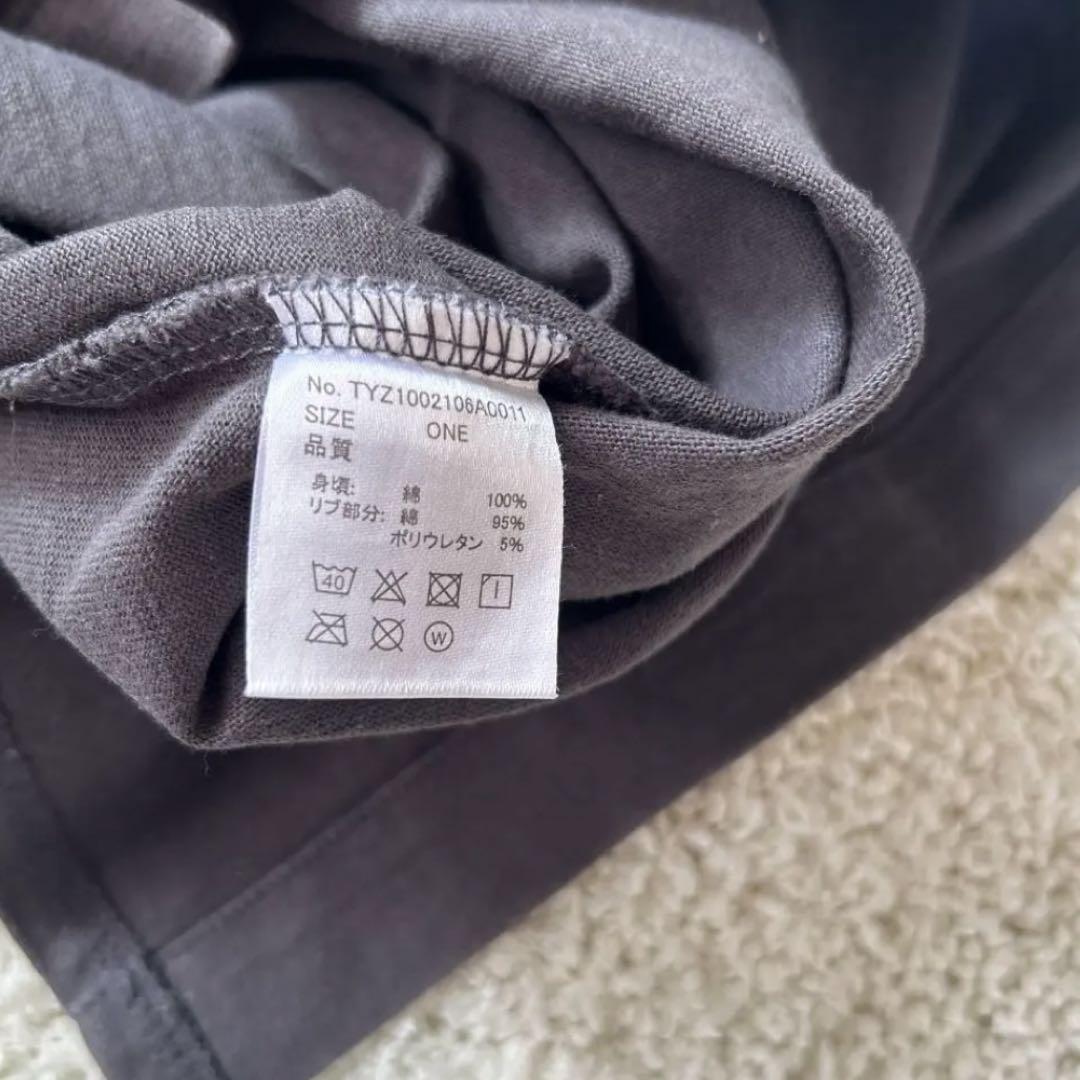 No. TYZ1002106A0011
SIZE ONE
品質
身頃: 綿 100%
リブ部分: 綿 95%
ポリウレタン 5%
40
W